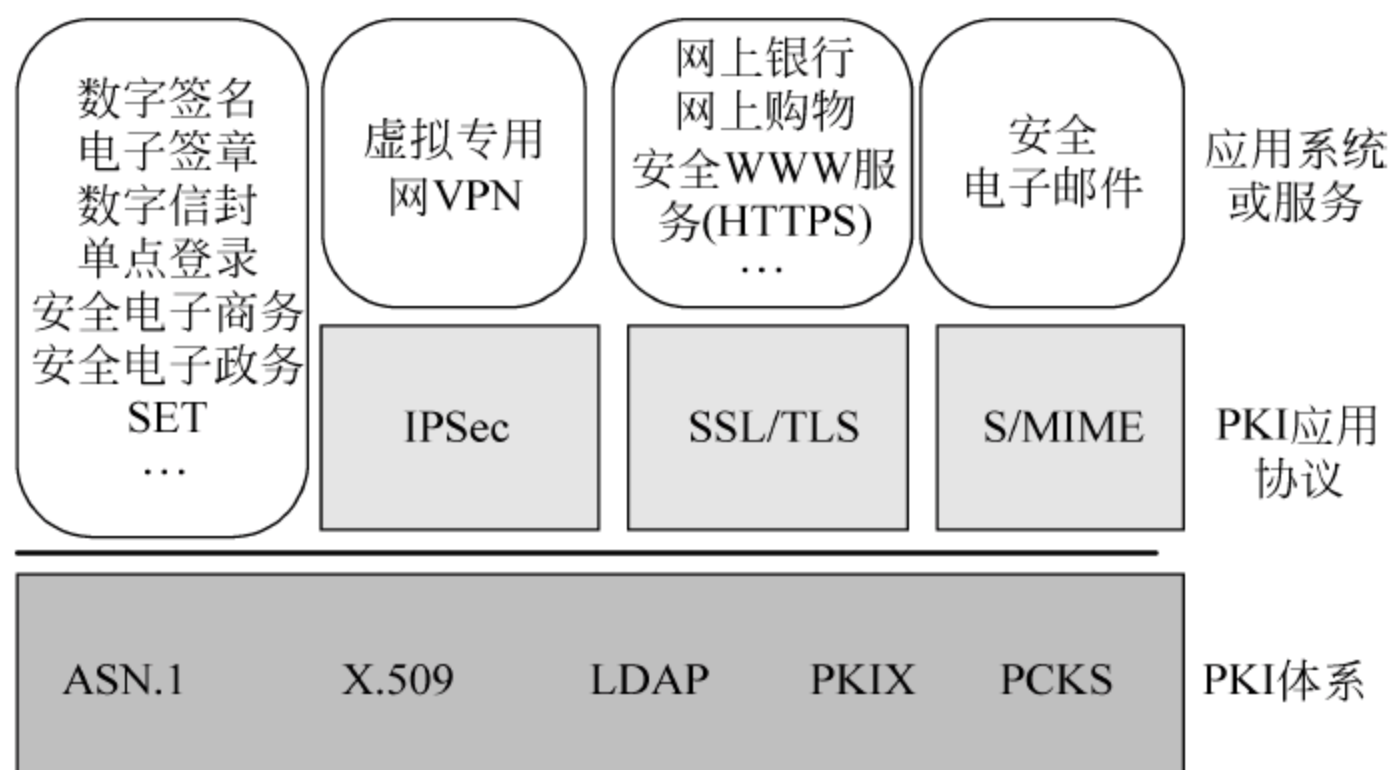 数字签名
电子签章
数字信封
单点登录
安全电子商务
安全电子政务
SET
…
虚拟专用
网VPN
网上银行
网上购物
安全WWW服
务(HTTPS)
…
安全
电子邮件
应用系统
或服务
IPSec
SSL/TLS
S/MIME
PKI应用
协议
ASN.1
X.509
LDAP
PKIX
PCKS
PKI体系